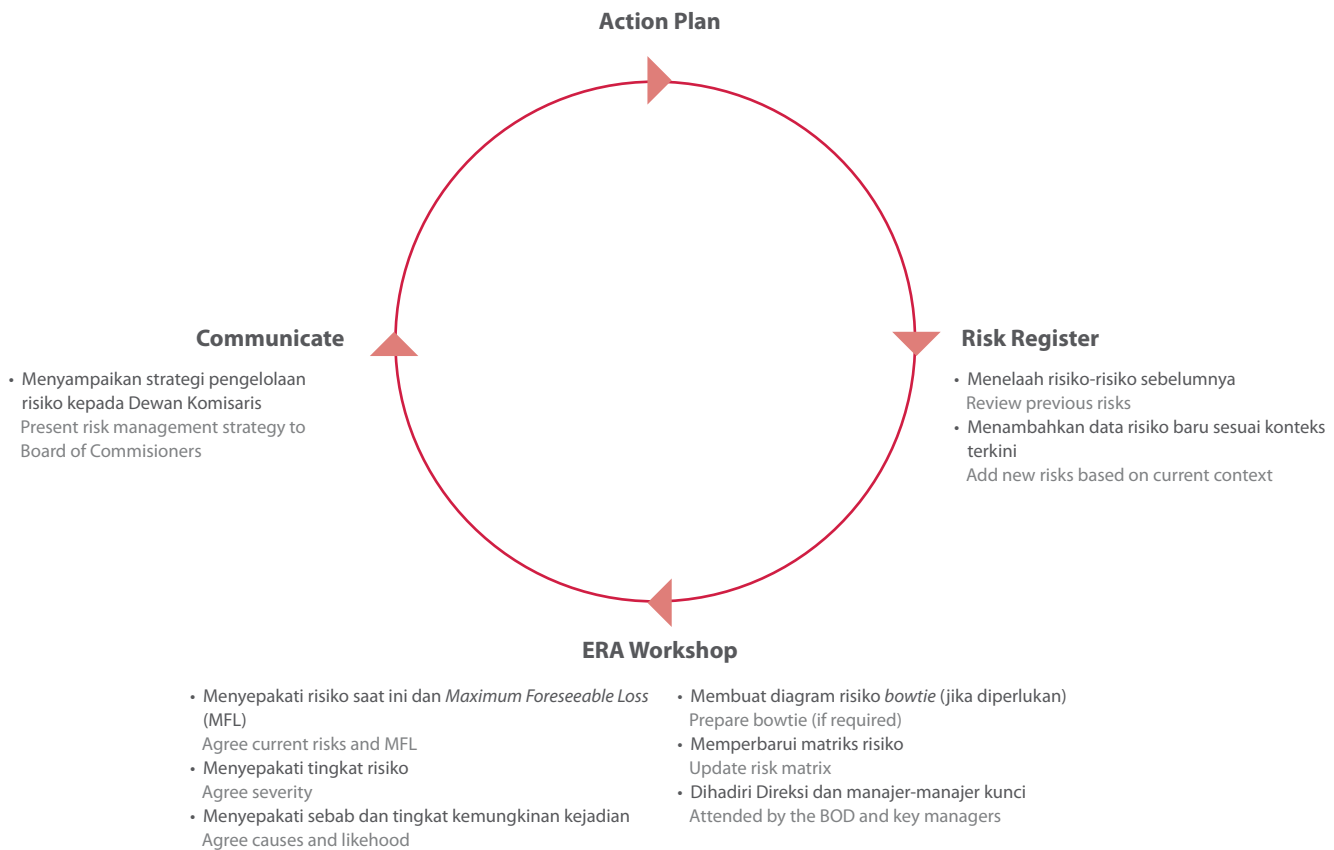 Action Plan
Communicate
• Menyampaikan strategi pengelolaan
risiko kepada Dewan Komisaris
Present risk management strategy to
Board of Commisioners
Risk Register
• Menelaah risiko-risiko sebelumnya
Review previous risks
• Menambahkan data risiko baru sesuai konteks
terkini
Add new risks based on current context
ERA Workshop
• Menyepakati risiko saat ini dan Maximum Foreseeable Loss
(MFL)
Agree current risks and MFL
• Menyepakati tingkat risiko
Agree severity
• Menyepakati sebab dan tingkat kemungkinan kejadian
Agree causes and likehood
• Membuat diagram risiko bowtie (jika diperlukan)
Prepare bowtie (if required)
• Memperbarui matriks risiko
Update risk matrix
• Dihadiri Direksi dan manajer-manajer kunci
Attended by the BOD and key managers